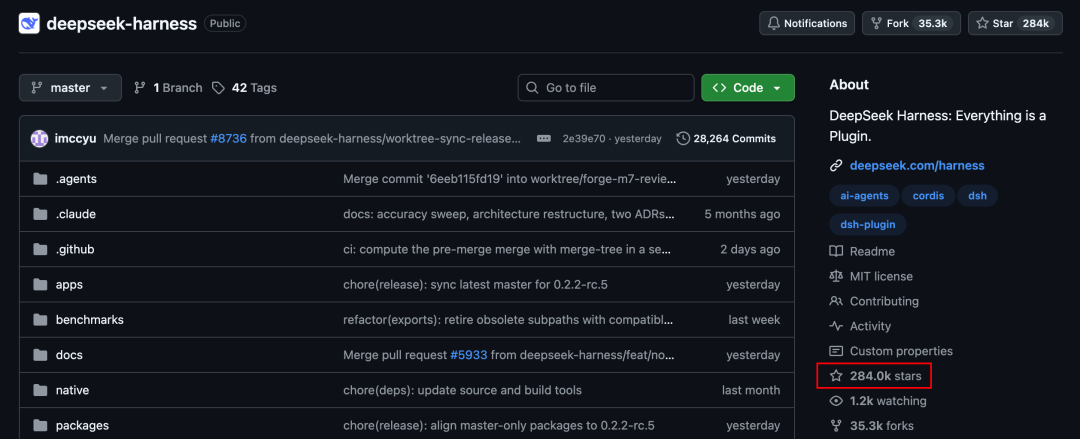 deepseek-harness Public
Notifications Fork 35.3k Star 284k
master 1 Branch 42 Tags Go to file Code
imccyu Merge pull request #8736 from deepseek-harness/worktree-sync-release... 2e39e70 · yesterday 28,264 Commits
.agents Merge commit '6eeb115fd19' into worktree/forge-m7-revie... yesterday
.claude docs: accuracy sweep, architecture restructure, two ADRs... 5 months ago
.github ci: compute the pre-merge merge with merge-tree in a se... 2 days ago
apps chore(release): sync latest master for 0.2.2-rc.5 yesterday
benchmarks refactor(exports): retire obsolete subpaths with compatibl... last week
docs Merge pull request #5933 from deepseek-harness/feat/no... yesterday
native chore(deps): update source and build tools last month
packages chore(release): align master-only packages to 0.2.2-rc.5 yesterday
About
DeepSeek Harness: Everything is a
Plugin.
deepseek.com/harness
ai-agents cordis dsh
dsh-plugin
Readme
MIT license
Contributing
Activity
Custom properties
284.0k stars
1.2k watching
35.3k forks